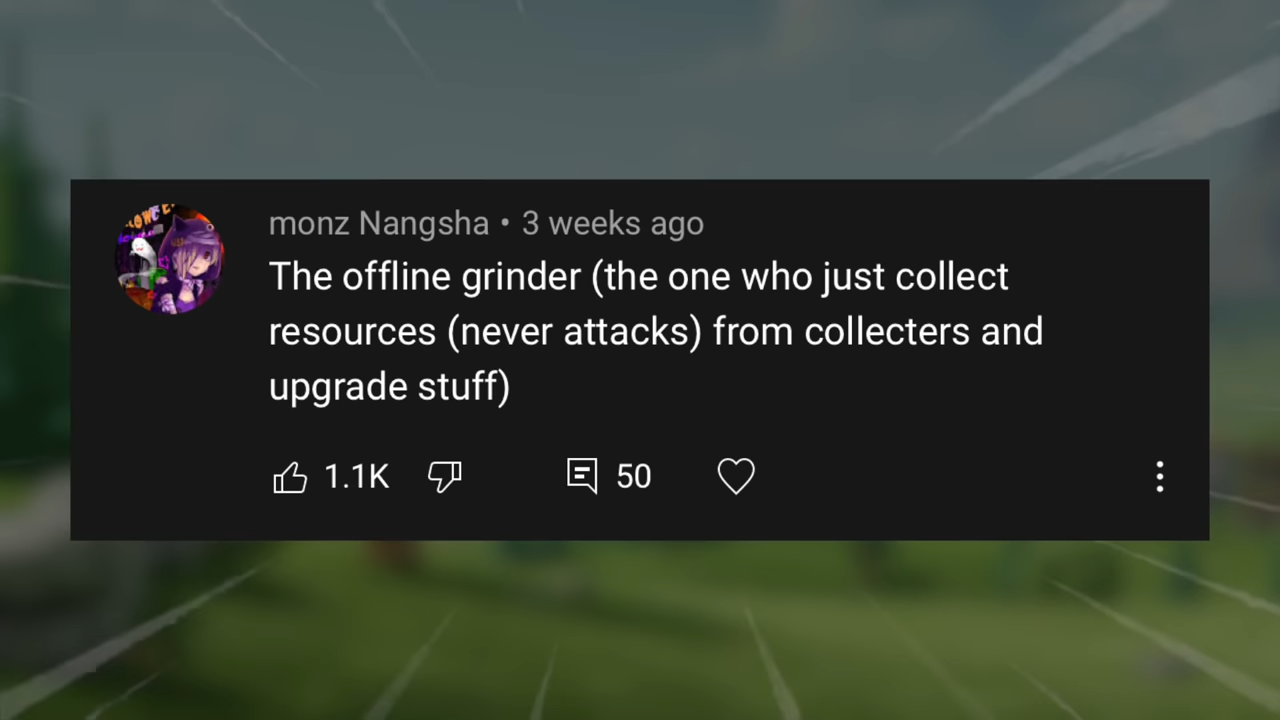 monz Nangsha • 3 weeks ago
The offline grinder (the one who just collect
resources (never attacks) from collecters and
upgrade stuff)
1.1K 50